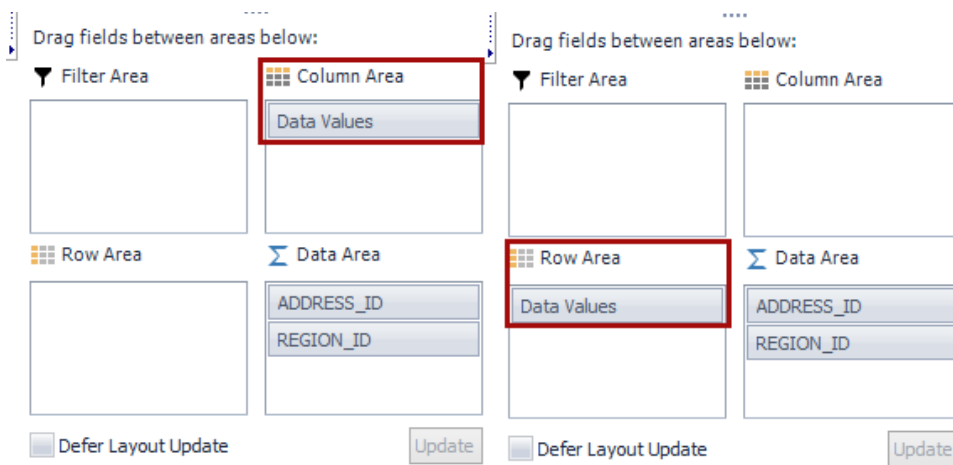 Drag fields between areas below:
Filter Area
Column Area
Data Values
Row Area
Data Area
ADDRESS_ID
REGION_ID
Defer Layout Update
Update
Drag fields between areas below:
Filter Area
Column Area
Row Area
Data Area
Data Values
ADDRESS_ID
REGION_ID
Defer Layout Update
Update